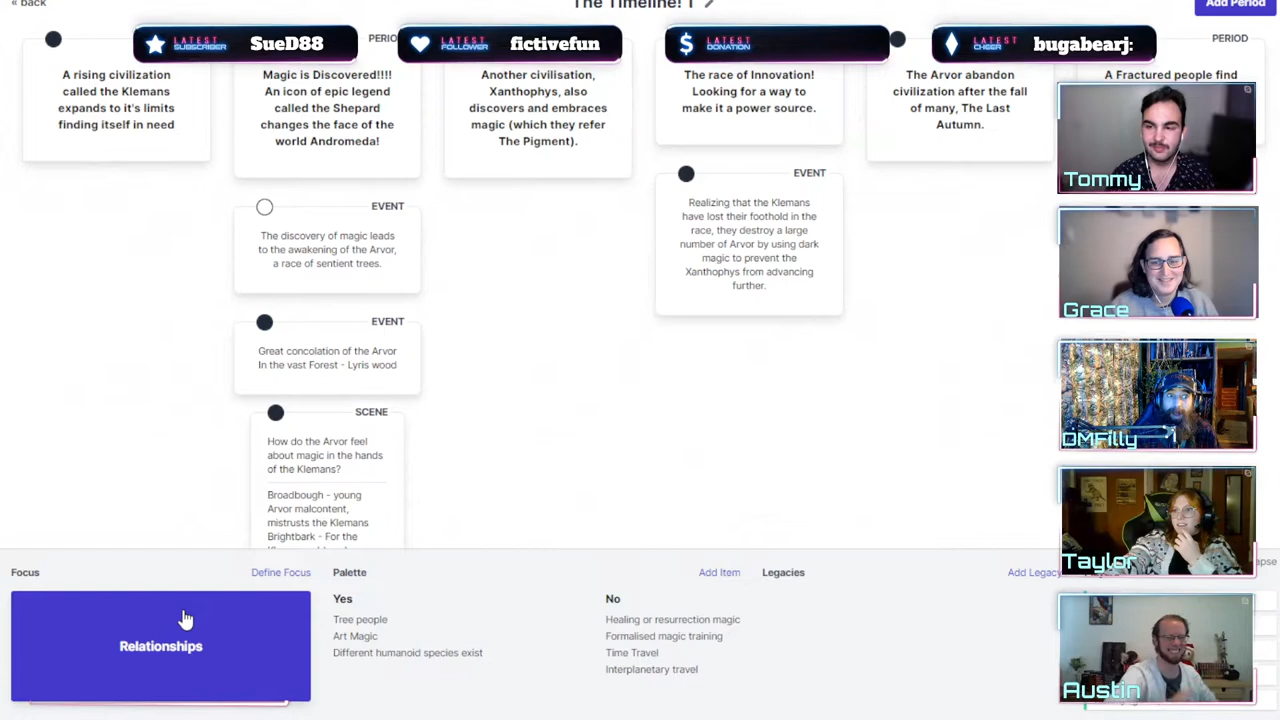 « back
The Timeline! 1
Add Period
LATEST SUBSCRIBER
SueD88
LATEST FOLLOWER
fictivefun
LATEST DONATION
LATEST CHEER
bugabearj:
PERIOD
A rising civilization
called the Klemans
expands to it's limits
finding itself in need
PERIO
Magic is Discovered!!!!
An icon of epic legend
called the Shepard
changes the face of the
world Andromeda!
Another civilisation,
Xanthophys, also
discovers and embraces
magic (which they refer
The Pigment).
The race of Innovation!
Looking for a way to
make it a power source.
The Arvor abandon
civilization after the fall
of many, The Last
Autumn.
A Fractured people find
EVENT
The discovery of magic leads
to the awakening of the Arvor,
a race of sentient trees.
EVENT
Great concolation of the Arvor
In the vast Forest - Lyris wood
SCENE
How do the Arvor feel
about magic in the hands
of the Klemans?
Broadbough - young
Arvor malcontent,
mistrusts the Klemans
Brightbark - For the
EVENT
Realizing that the Klemans
have lost their foothold in the
race, they destroy a large
number of Arvor by using dark
magic to prevent the
Xanthophys from advancing
further.
Tommy
Grace
DMFilly
Taylor
Austin
Focus
Define Focus
Relationships
Palette
Add Item
Yes
Tree people
Art Magic
Different humanoid species exist
No
Healing or resurrection magic
Formalised magic training
Time Travel
Interplanetary travel
Legacies
Add Legacy
apse